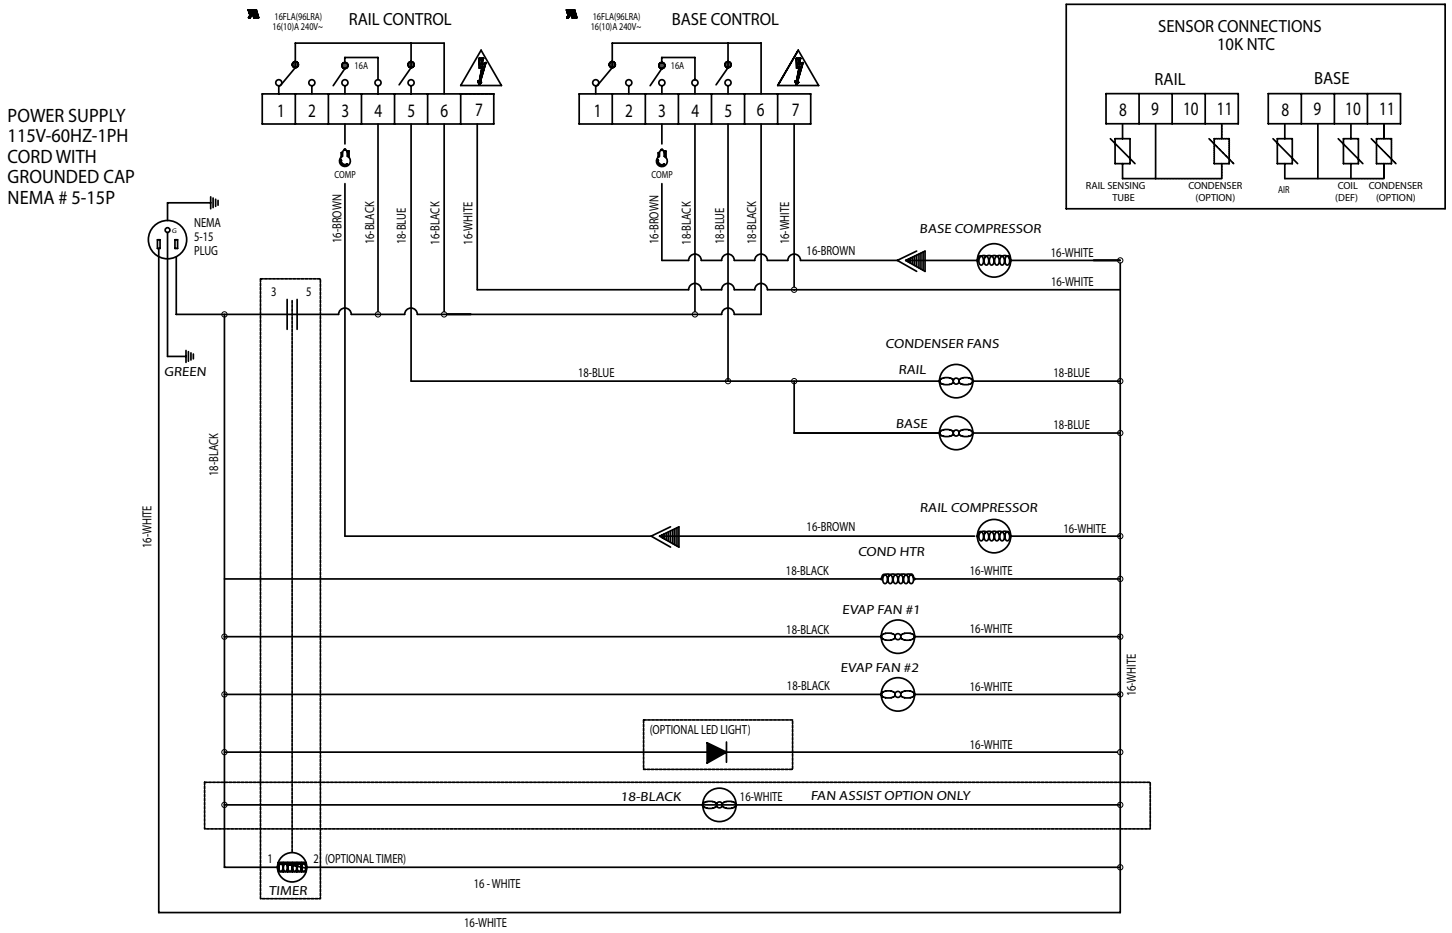 16FLA(96LRA)
16(10)A 240V~
RAIL CONTROL
16A
1 2 3 4 5 6 7
COMP
16-BROWN
16-BLACK
18-BLUE
16-BLACK
16-WHITE
16FLA(96LRA)
16(10)A 240V~
BASE CONTROL
16A
1 2 3 4 5 6 7
COMP
16-BROWN
18-BLACK
18-BLUE
18-BLACK
16-WHITE
SENSOR CONNECTIONS
10K NTC
RAIL
8 9 10 11
RAIL SENSING
TUBE
CONDENSER
(OPTION)
BASE
8 9 10 11
AIR
COIL
(DEF)
CONDENSER
(OPTION)
POWER SUPPLY
115V-60HZ-1PH
CORD WITH
GROUNDED CAP
NEMA # 5-15P
G
NEMA
5-15
PLUG
GREEN
BASE COMPRESSOR
16-BROWN
16-WHITE
16-WHITE
3 5
CONDENSER FANS
RAIL
18-BLUE
18-BLUE
BASE
18-BLUE
18-BLACK
16-WHITE
RAIL COMPRESSOR
16-BROWN
16-WHITE
COND HTR
18-BLACK
16-WHITE
EVAP FAN #1
18-BLACK
16-WHITE
EVAP FAN #2
18-BLACK
16-WHITE
16-WHITE
(OPTIONAL LED LIGHT)
16-WHITE
18-BLACK
16-WHITE
FAN ASSIST OPTION ONLY
1 2 (OPTIONAL TIMER)
TIMER
16 - WHITE
16-WHITE